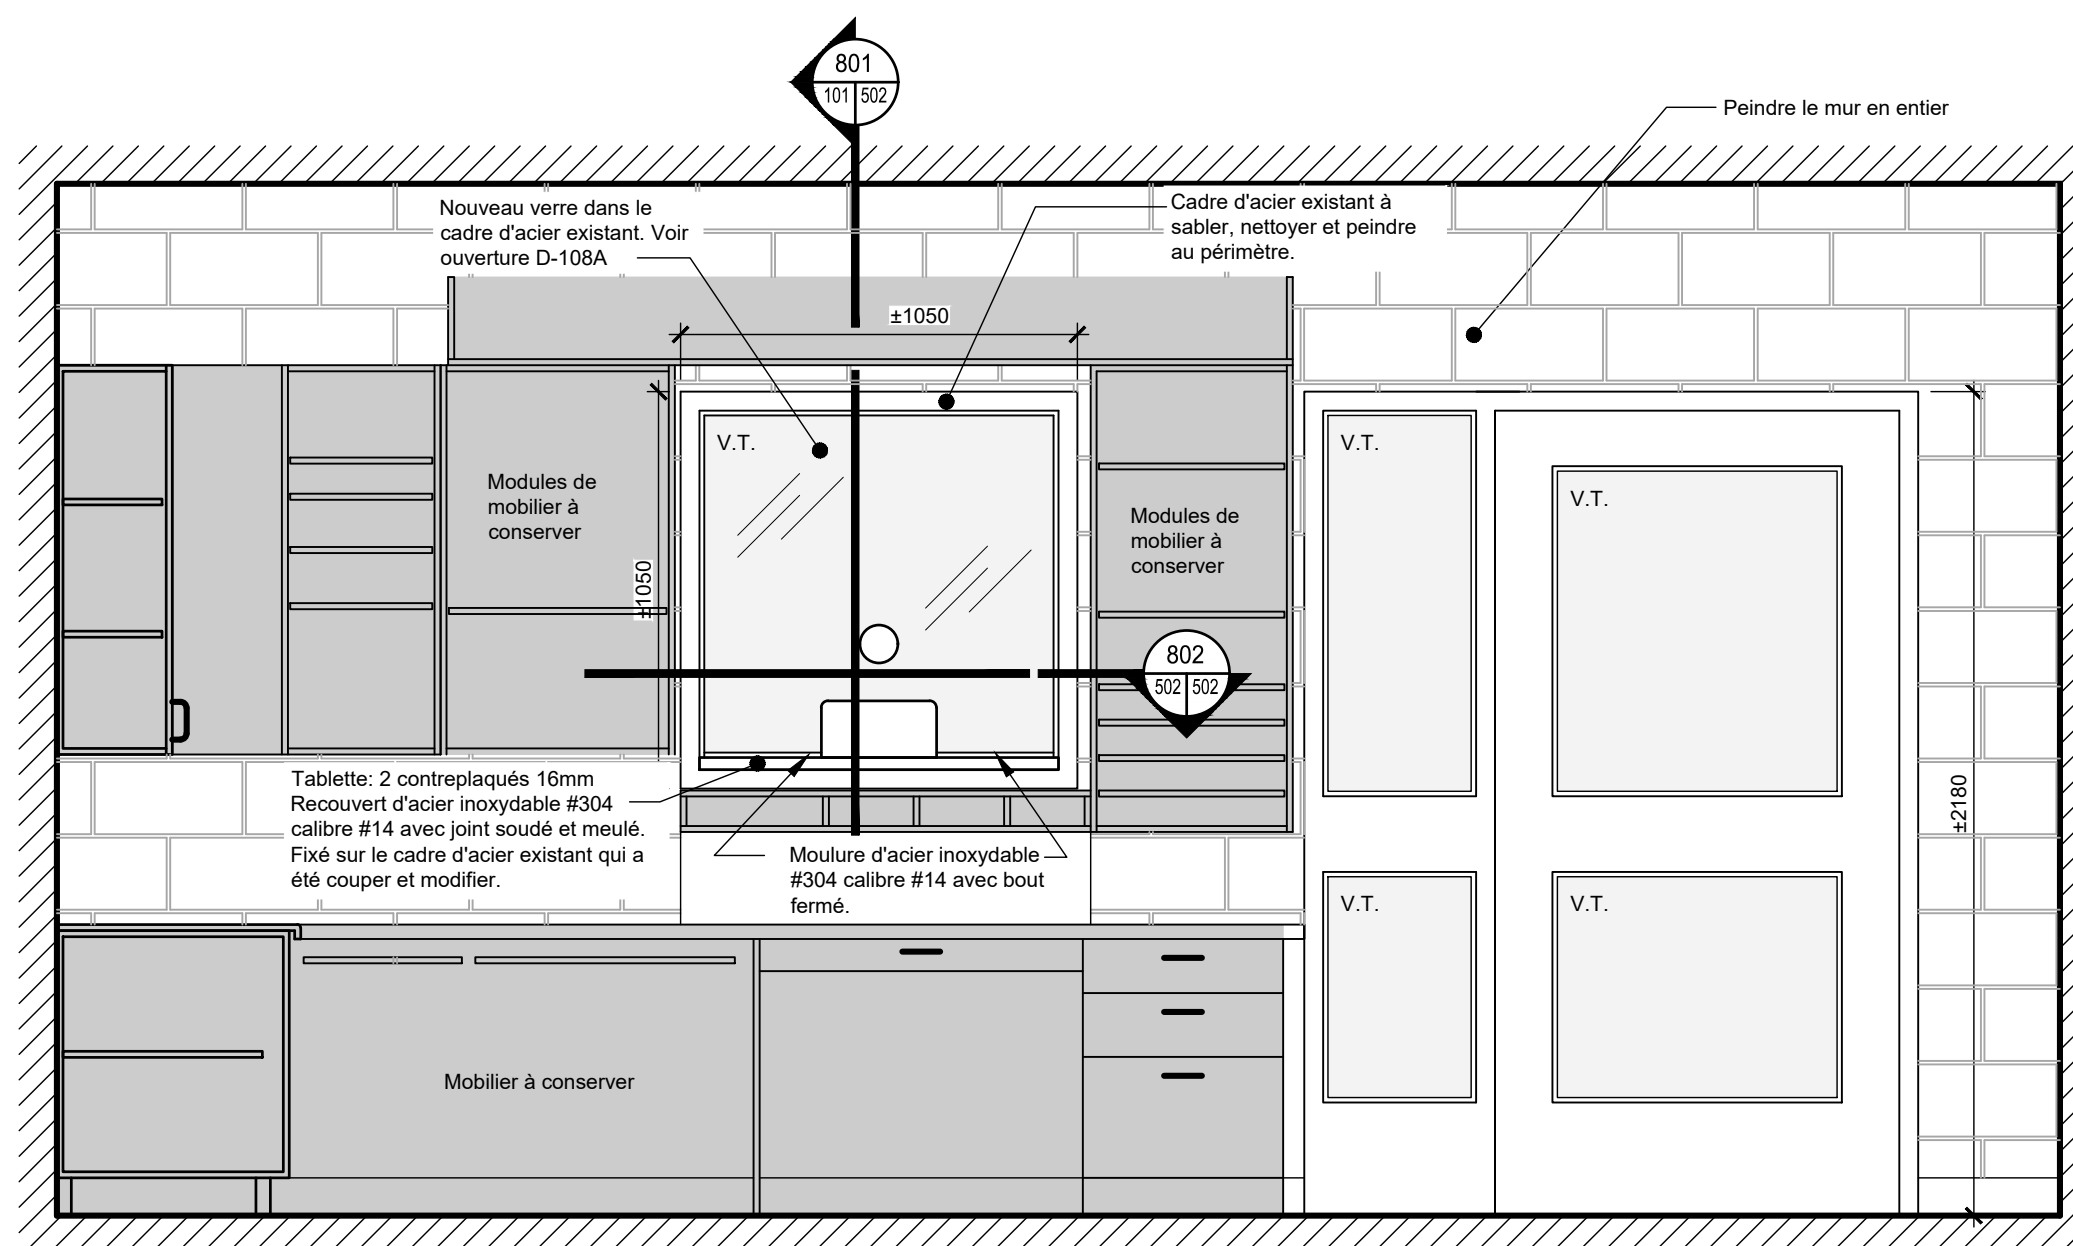 801
101 502
Peindre le mur en entier
Nouveau verre dans le
cadre d'acier existant. Voir
ouverture D-108A
Cadre d'acier existant à
sabler, nettoyer et peindre
au périmètre.
±1050
V.T.
V.T.
V.T.
Modules de
mobilier à
conserver
Modules de
mobilier à
conserver
±1050
802
502 502
Tablette: 2 contreplaqués 16mm
Recouvert d'acier inoxydable #304
calibre #14 avec joint soudé et meulé.
Fixé sur le cadre d'acier existant qui a
été couper et modifier.
Moulure d'acier inoxydable
#304 calibre #14 avec bout
fermé.
±2180
V.T.
V.T.
Mobilier à conserver